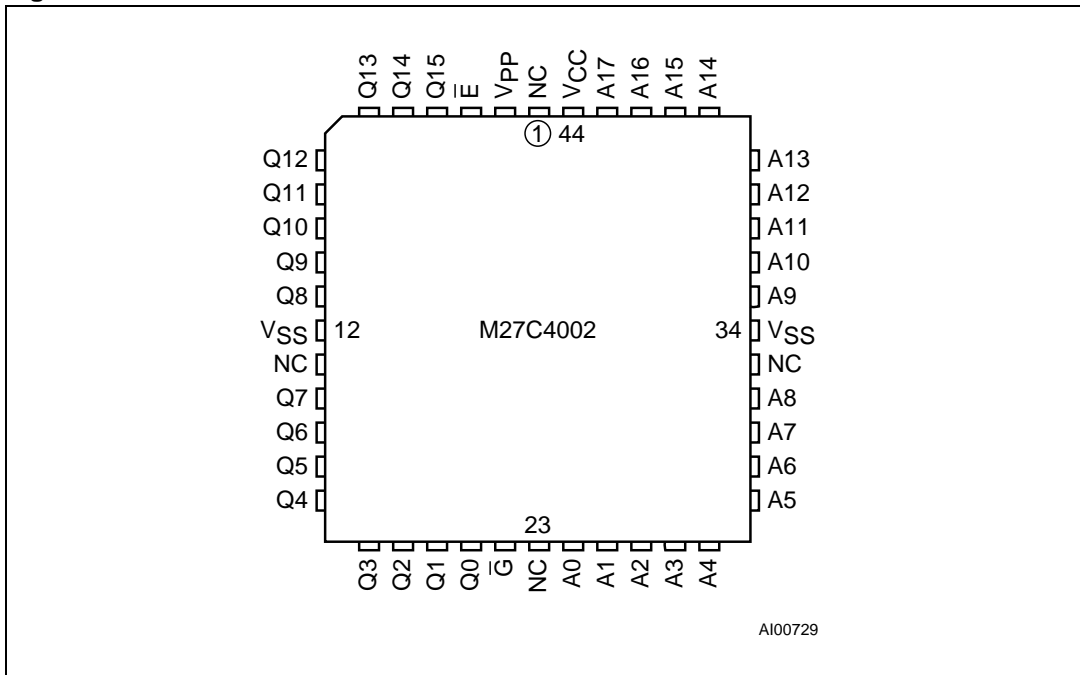 Q13
Q14
Q15
E
VPP
NC
VCC
A17
A16
A15
A14
1 44
Q12
Q11
Q10
Q9
Q8
VSS
NC
Q7
Q6
Q5
Q4
12
M27C4002
34
A13
A12
A11
A10
A9
VSS
NC
A8
A7
A6
A5
23
Q3
Q2
Q1
Q0
G
NC
A0
A1
A2
A3
A4
AI00729